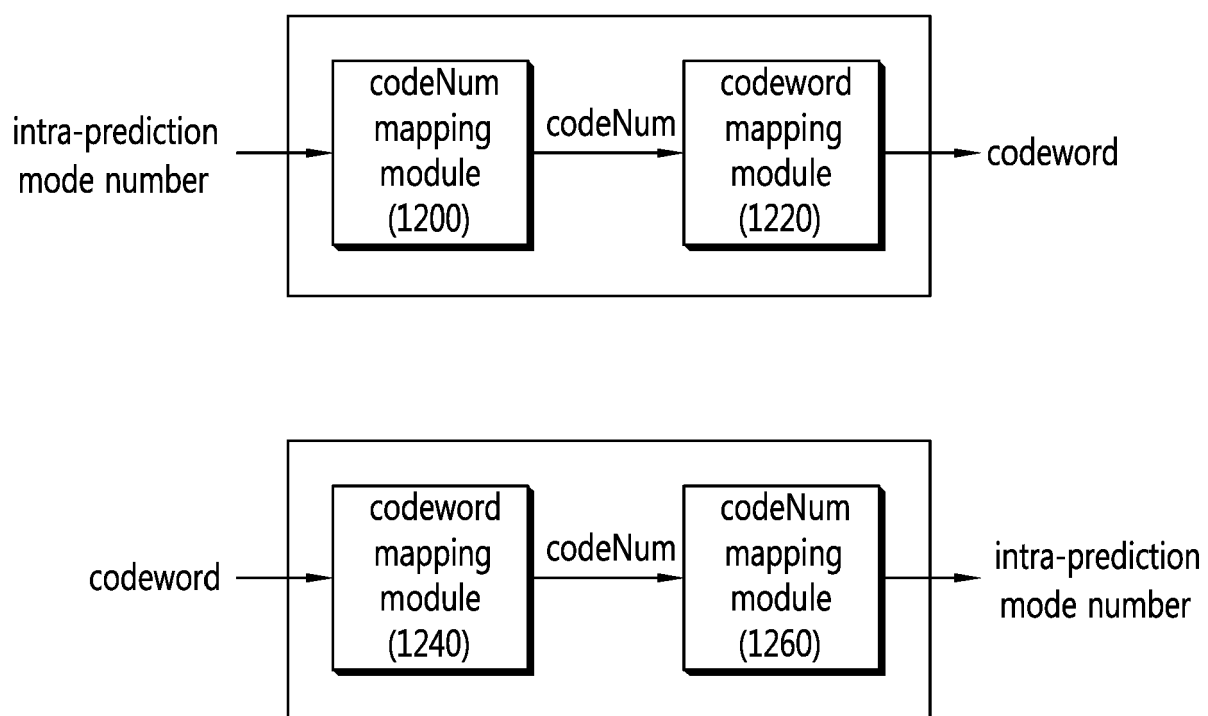 intra-prediction
mode number
codeNum
mapping
module
(1200)
codeNum
codeword
mapping
module
(1220)
codeword
codeword
codeword
mapping
module
(1240)
codeNum
codeNum
mapping
module
(1260)
intra-prediction
mode number